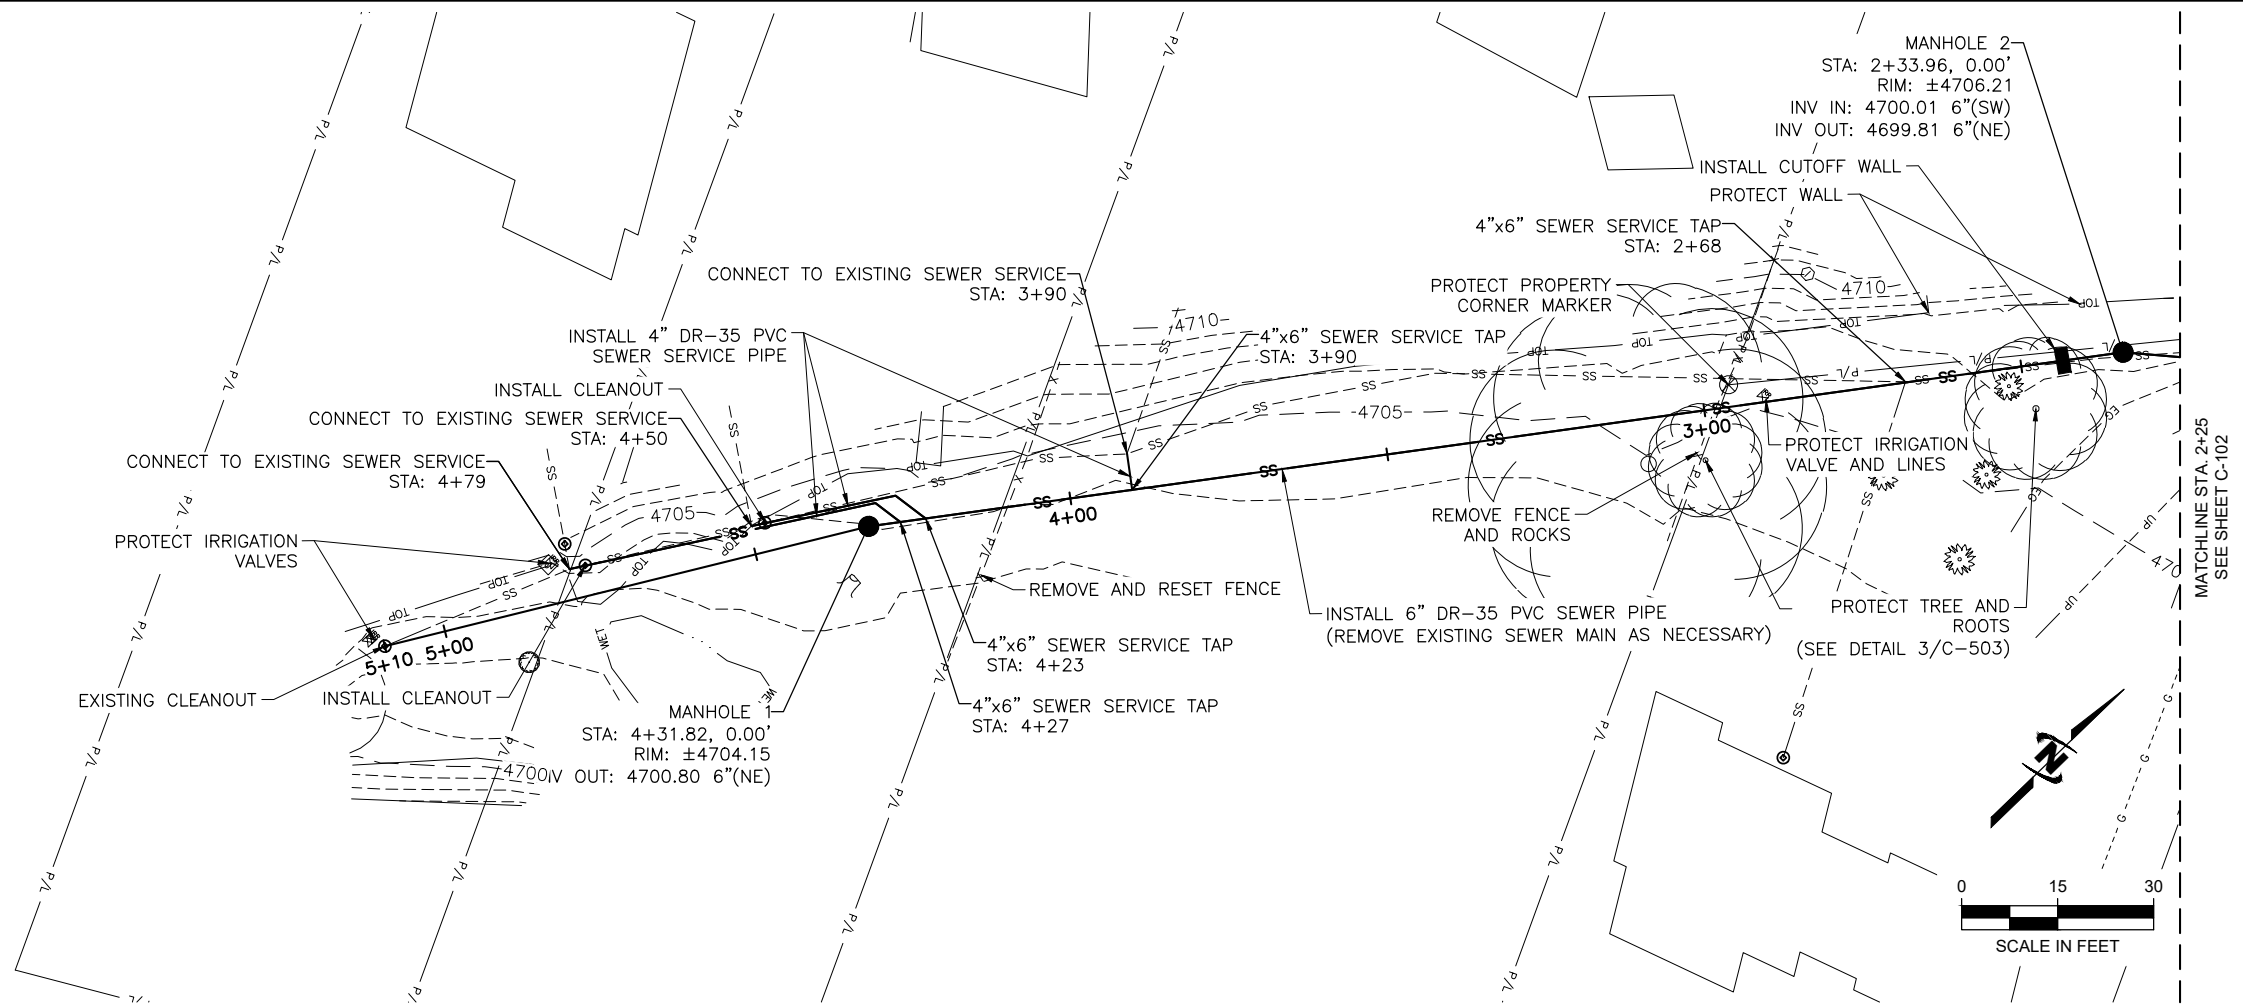 MANHOLE 2
STA: 2+33.96, 0.00'
RIM: ±4706.21
INV IN: 4700.01 6"(SW)
INV OUT: 4699.81 6"(NE)
INSTALL CUTOFF WALL
PROTECT WALL
4"x6" SEWER SERVICE TAP
STA: 2+68
PROTECT PROPERTY
CORNER MARKER
CONNECT TO EXISTING SEWER SERVICE
STA: 3+90
4"x6" SEWER SERVICE TAP
STA: 3+90
INSTALL 4" DR-35 PVC
SEWER SERVICE PIPE
INSTALL CLEANOUT
CONNECT TO EXISTING SEWER SERVICE
STA: 4+50
CONNECT TO EXISTING SEWER SERVICE
STA: 4+79
PROTECT IRRIGATION
VALVES
EXISTING CLEANOUT
INSTALL CLEANOUT
5+10
5+00
4+00
3+00
MANHOLE 1
STA: 4+31.82, 0.00'
RIM: ±4704.15
V OUT: 4700.80 6"(NE)
4"x6" SEWER SERVICE TAP
STA: 4+23
4"x6" SEWER SERVICE TAP
STA: 4+27
REMOVE AND RESET FENCE
INSTALL 6" DR-35 PVC SEWER PIPE
(REMOVE EXISTING SEWER MAIN AS NECESSARY)
REMOVE FENCE
AND ROCKS
PROTECT IRRIGATION
VALVE AND LINES
PROTECT TREE AND
ROOTS
(SEE DETAIL 3/C-503)
4710
4710
4705
4705
4700
470
P/L
SS
TOP
WET
EG
UP
G
N
MATCHLINE STA. 2+25
SEE SHEET C-102
0 15 30
SCALE IN FEET